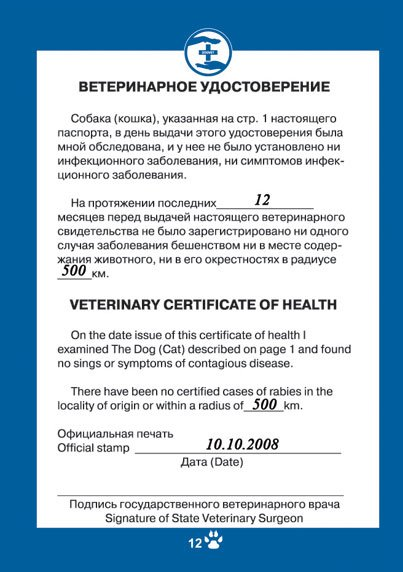 ВЕТЕРИНАРНОЕ УДОСТОВЕРЕНИЕ
Собака (кошка), указанная на стр. 1 настоящего
паспорта, в день выдачи этого удостоверения была
мной обследована, и у нее не было установлено ни
инфекционного заболевания, ни симптомов инфек-
ционного заболевания.
На протяжении последних 12
месяцев перед выдачей настоящего ветеринарного
свидетельства не было зарегистрировано ни одного
случая заболевания бешенством ни в месте содер-
жания животного, ни в его окрестностях в радиусе
500 км.
VETERINARY CERTIFICATE OF HEALTH
On the date issue of this certificate of health I
examined The Dog (Cat) described on page 1 and found
no sings or symptoms of contagious disease.
There have been no certified cases of rabies in the
locality of origin or within a radius of 500 km.
Официальная печать
Official stamp 10.10.2008
Дата (Date)
Подпись государственного ветеринарного врача
Signature of State Veterinary Surgeon
12